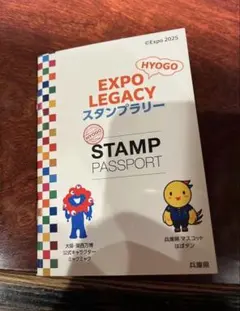 ©Expo 2025
HYOGO
EXPO
LEGACY
スタンプラリー
STAMP
PASSPORT
大阪・関西万博
公式キャラクター
ミャクミャク
兵庫県 マスコット
はばタン
兵庫県